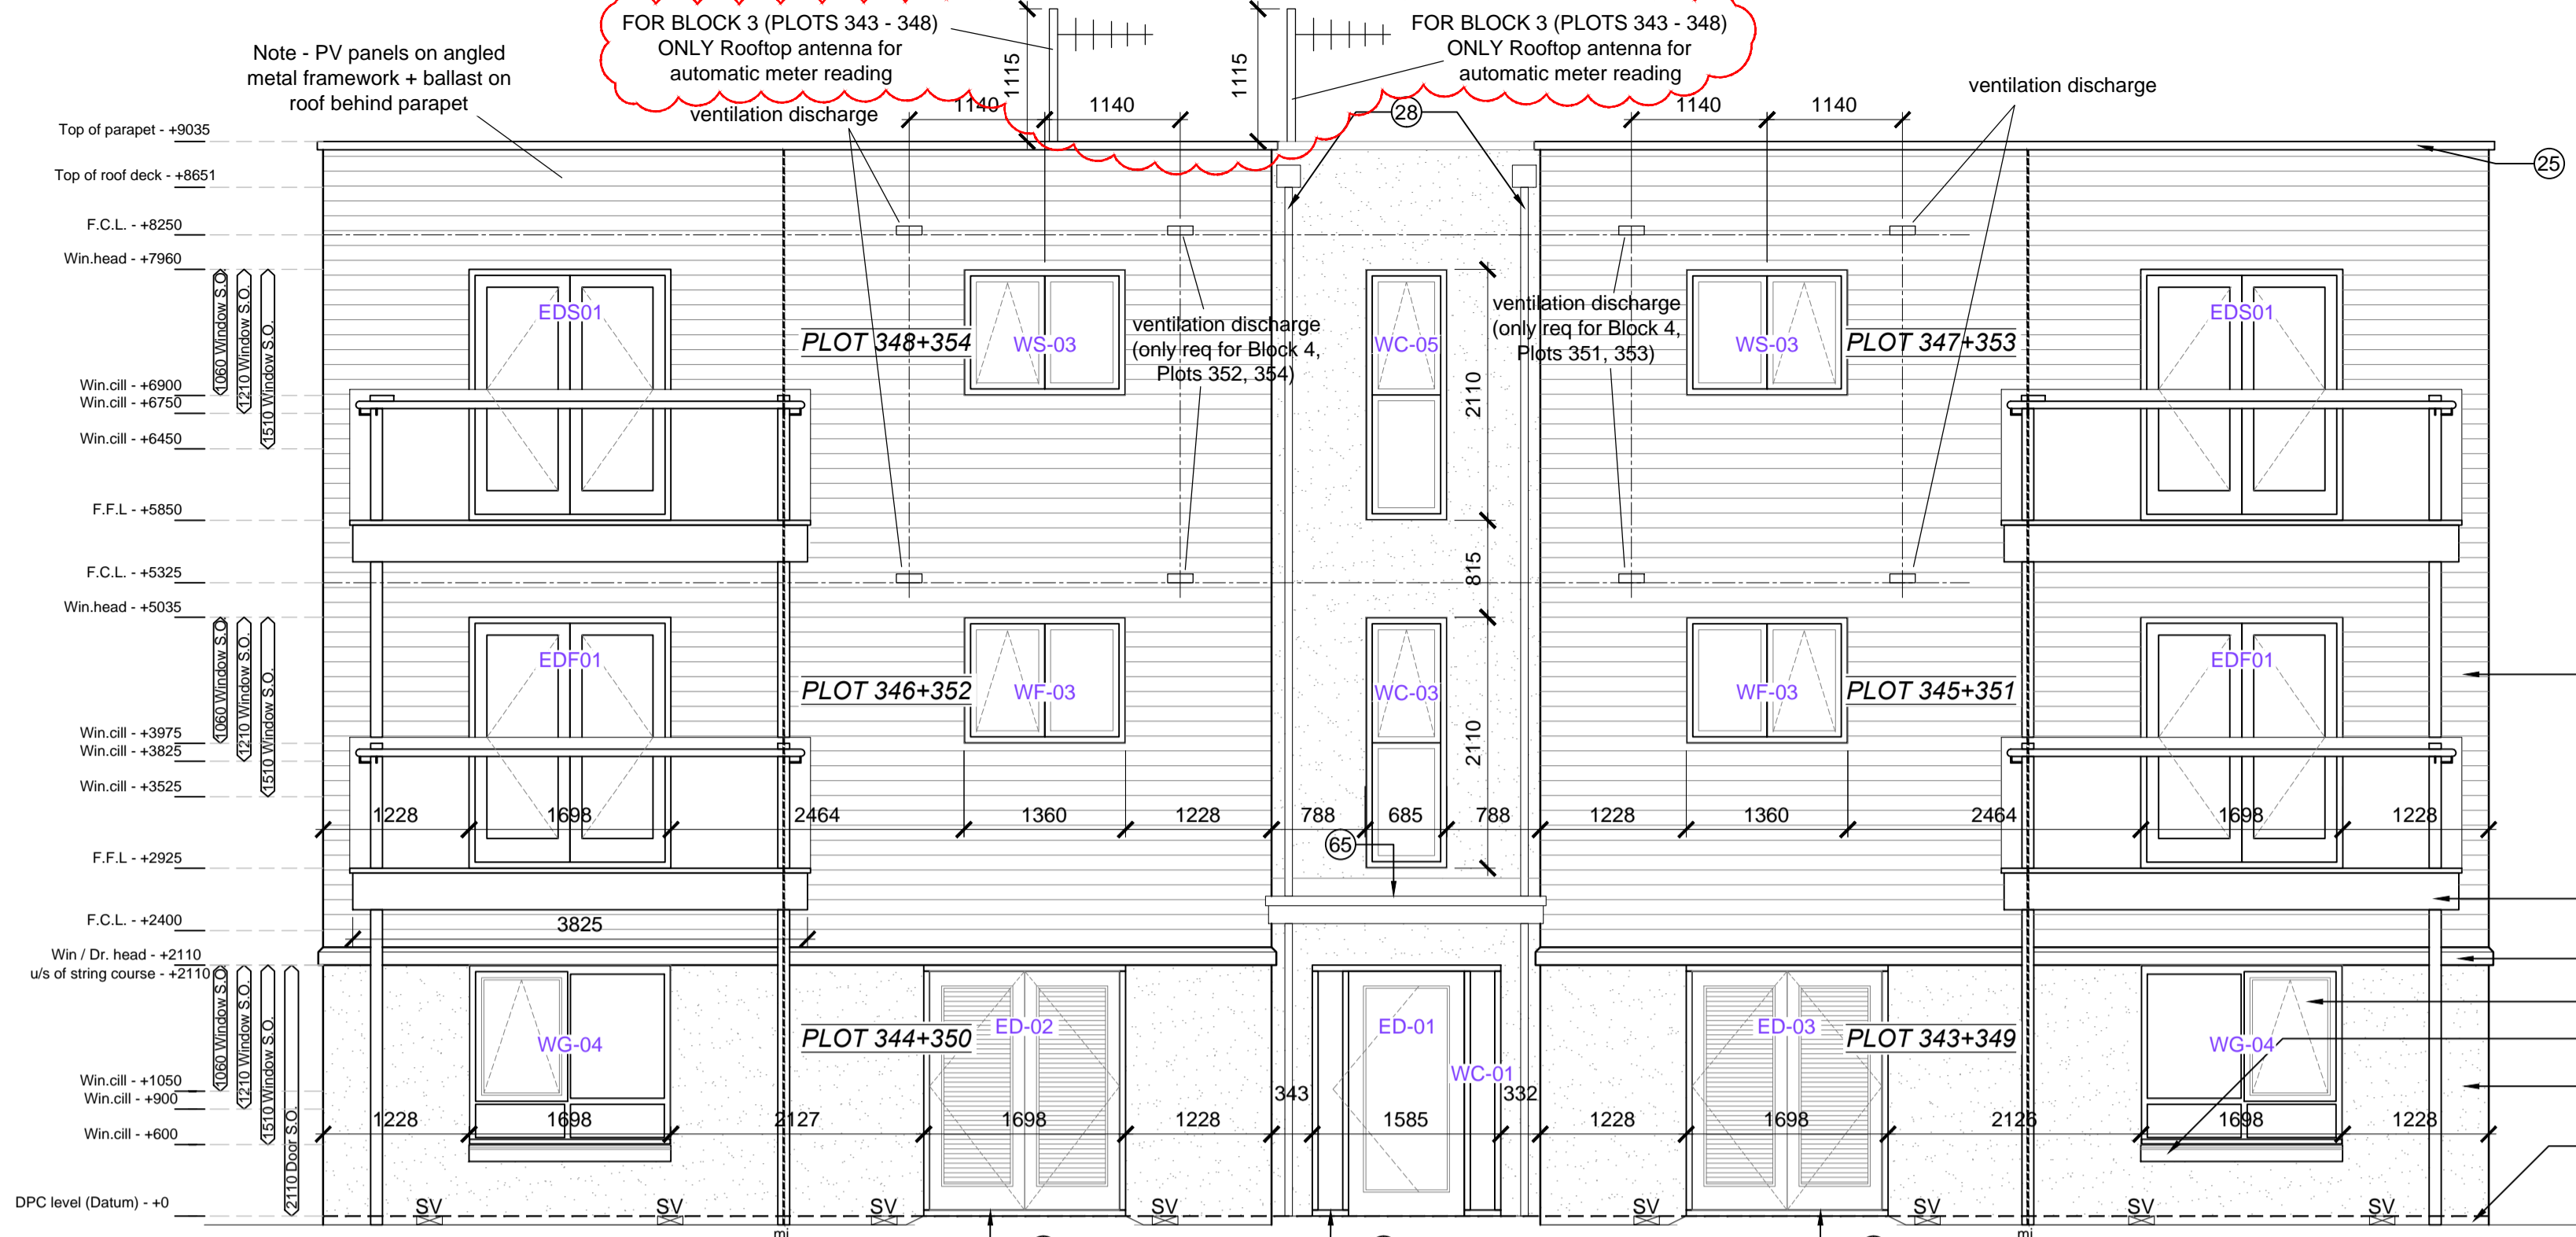 FOR BLOCK 3 (PLOTS 343 - 348)
ONLY Rooftop antenna for
automatic meter reading
FOR BLOCK 3 (PLOTS 343 - 348)
ONLY Rooftop antenna for
automatic meter reading
Note - PV panels on angled
metal framework + ballast on
roof behind parapet
1115
1115
ventilation discharge
1140
1140
ventilation discharge
28
1140
1140
25
Top of parapet - +9035
Top of roof deck - +8651
F.C.L. - +8250
Win.head - +7960
Win.cill - +6900
Win.cill - +6750
Win.cill - +6450
F.F.L - +5850
F.C.L. - +5325
Win.head - +5035
Win.cill - +3975
Win.cill - +3825
Win.cill - +3525
F.F.L - +2925
F.C.L. - +2400
Win / Dr. head - +2110
u/s of string course - +2110
Win.cill - +1050
Win.cill - +900
Win.cill - +600
DPC level (Datum) - +0
1060 Window S.O.
1210 Window S.O.
1510 Window S.O.
1060 Window S.O.
1210 Window S.O.
1510 Window S.O.
1060 Window S.O.
1210 Window S.O.
1510 Window S.O.
2110 Door S.O.
EDS01
PLOT 348+354
WS-03
ventilation discharge
(only req for Block 4,
Plots 352, 354)
WC-05
2110
ventilation discharge
(only req for Block 4,
Plots 351, 353)
WS-03
PLOT 347+353
EDS01
815
EDF01
PLOT 346+352
WF-03
WC-03
2110
WF-03
PLOT 345+351
EDF01
1228
1698
2464
1360
1228
788
685
788
1228
1360
2464
1698
1228
65
3825
WG-04
PLOT 344+350
ED-02
ED-01
WC-01
ED-03
PLOT 343+349
WG-04
1228
1698
2127
1698
1228
343
1585
332
1228
1698
2126
1698
1228
SV
SV
SV
SV
SV
SV
SV
SV
mj
mj